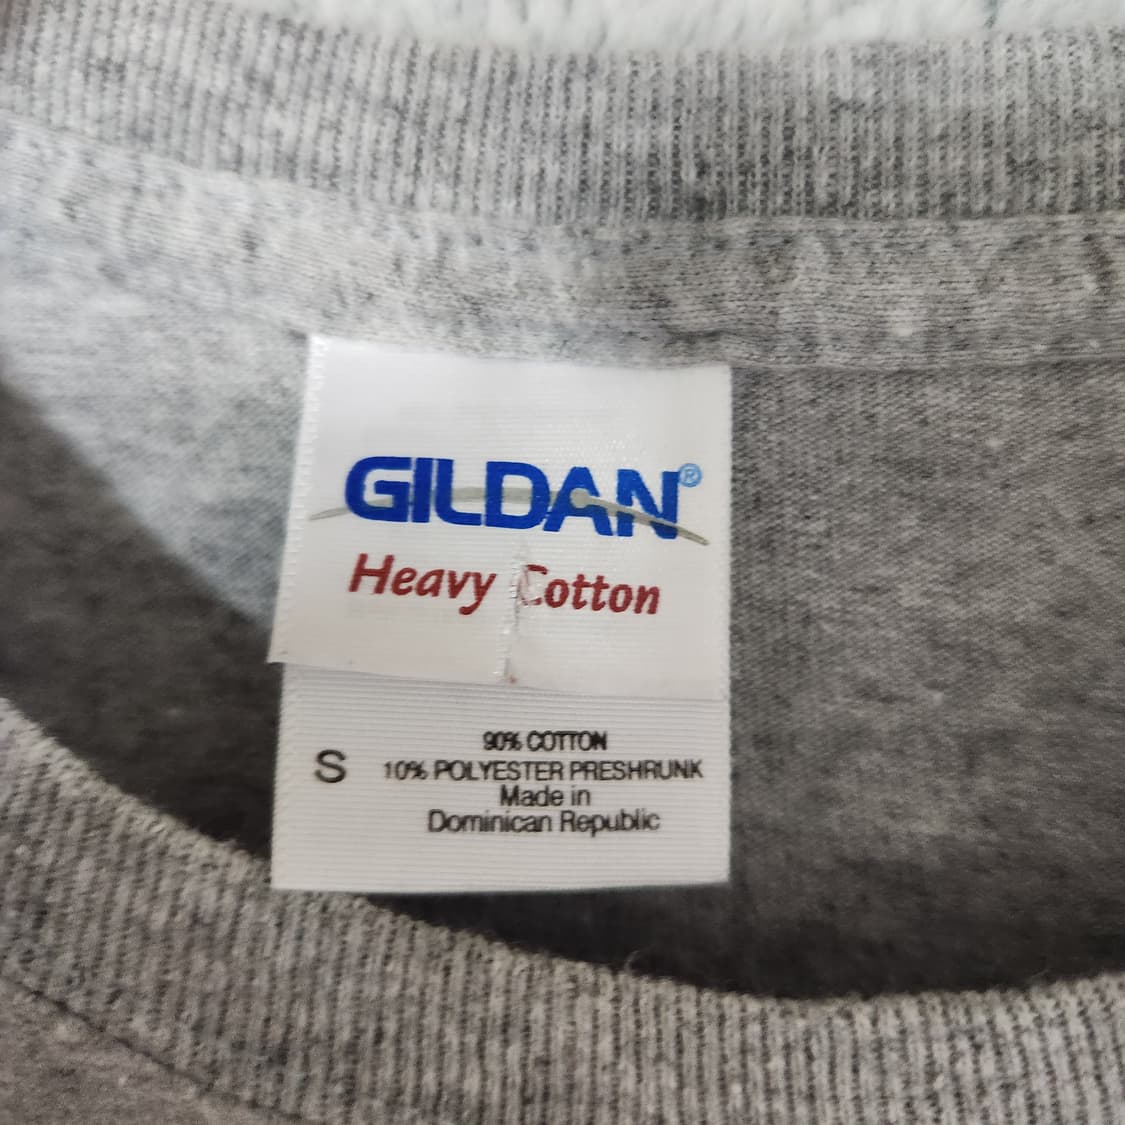 GILDAN®
Heavy Cotton
S
90% COTTON
10% POLYESTER PRESHRUNK
Made in
Dominican Republic